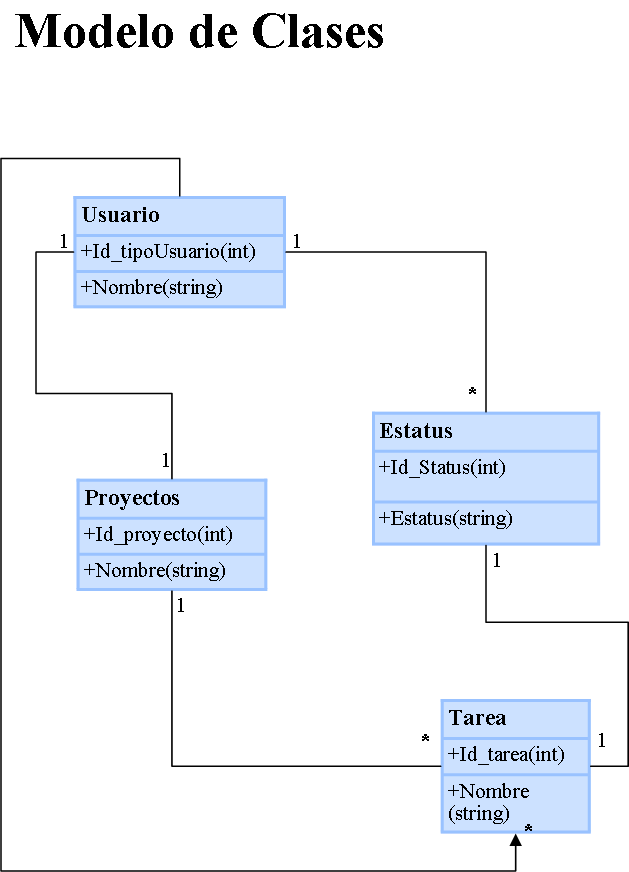 Modelo de Clases
Usuario
1
+Id_tipoUsuario(int)
1
+Nombre(string)
*
Estatus
1
+Id_Status(int)
Proyectos
+Estatus(string)
+Id_proyecto(int)
+Nombre(string)
1
1
Tarea
*
+Id_tarea(int)
1
+Nombre
(string)
*